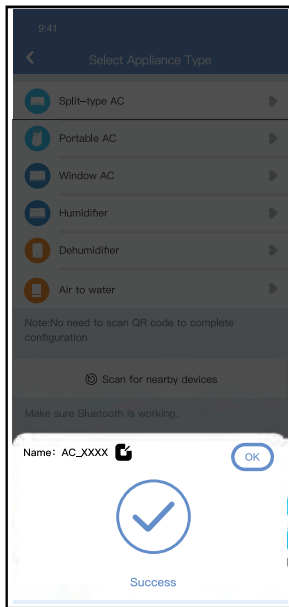 9:41
Select Appliance Type
Split-type AC
Portable AC
Window AC
Humidifier
Dehumidifier
Air to water
Note:No need to scan QR code to complete
configuration
Scan for nearby devices
Make sure Bluetooth is working.
Name: AC_XXXX
OK
Success